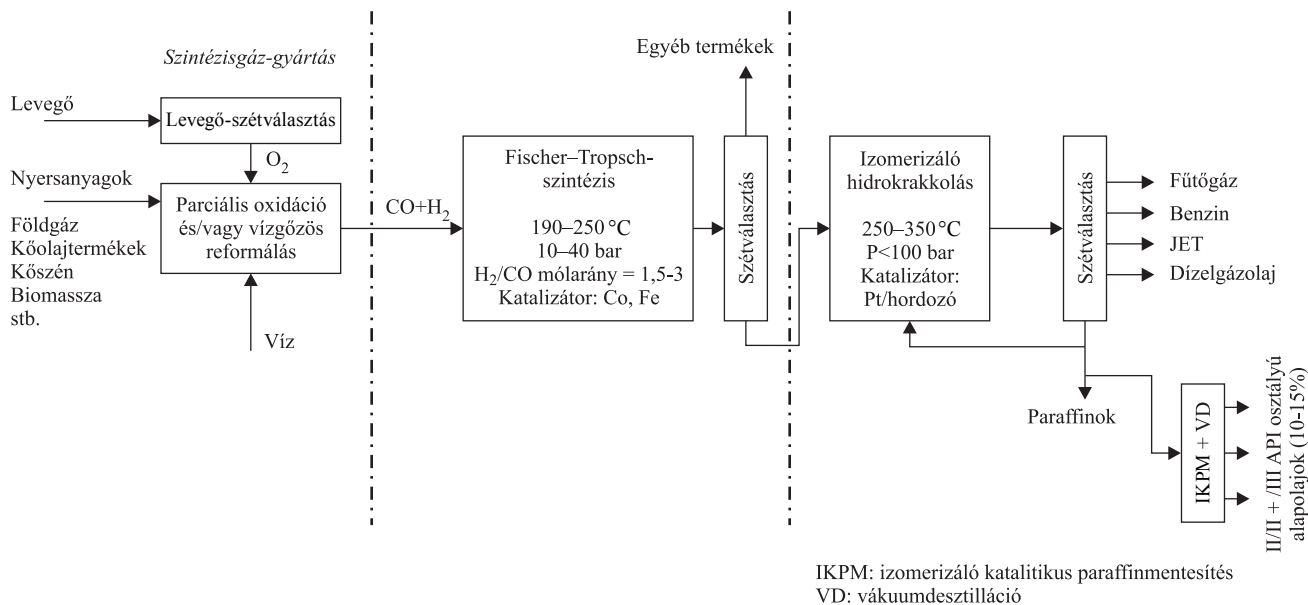 Szintézisgáz-gyártás
Levegő
Levegő-szétválasztás
O2
Nyersanyagok
Földgáz
Kőolajtermékek
Kőszén
Biomassza
stb.
Parciális oxidáció
és/vagy vízgőzös
reformálás
Víz
CO+H2
Fischer–Tropsch-
szintézis
190–250 °C
10–40 bar
H2/CO mólarány = 1,5-3
Katalizátor: Co, Fe
Egyéb termékek
Szétválasztás
Izomerizáló
hidrokrakkolás
250–350 °C
P<100 bar
Katalizátor:
Pt/hordozó
Szétválasztás
Fűtőgáz
Benzin
JET
Dízelgázolaj
Paraffinok
IKPM + VD
II/II + /III API osztályú
alapolajok (10-15%)
IKPM: izomerizáló katalitikus paraffinmentesítés
VD: vákuumdesztilláció